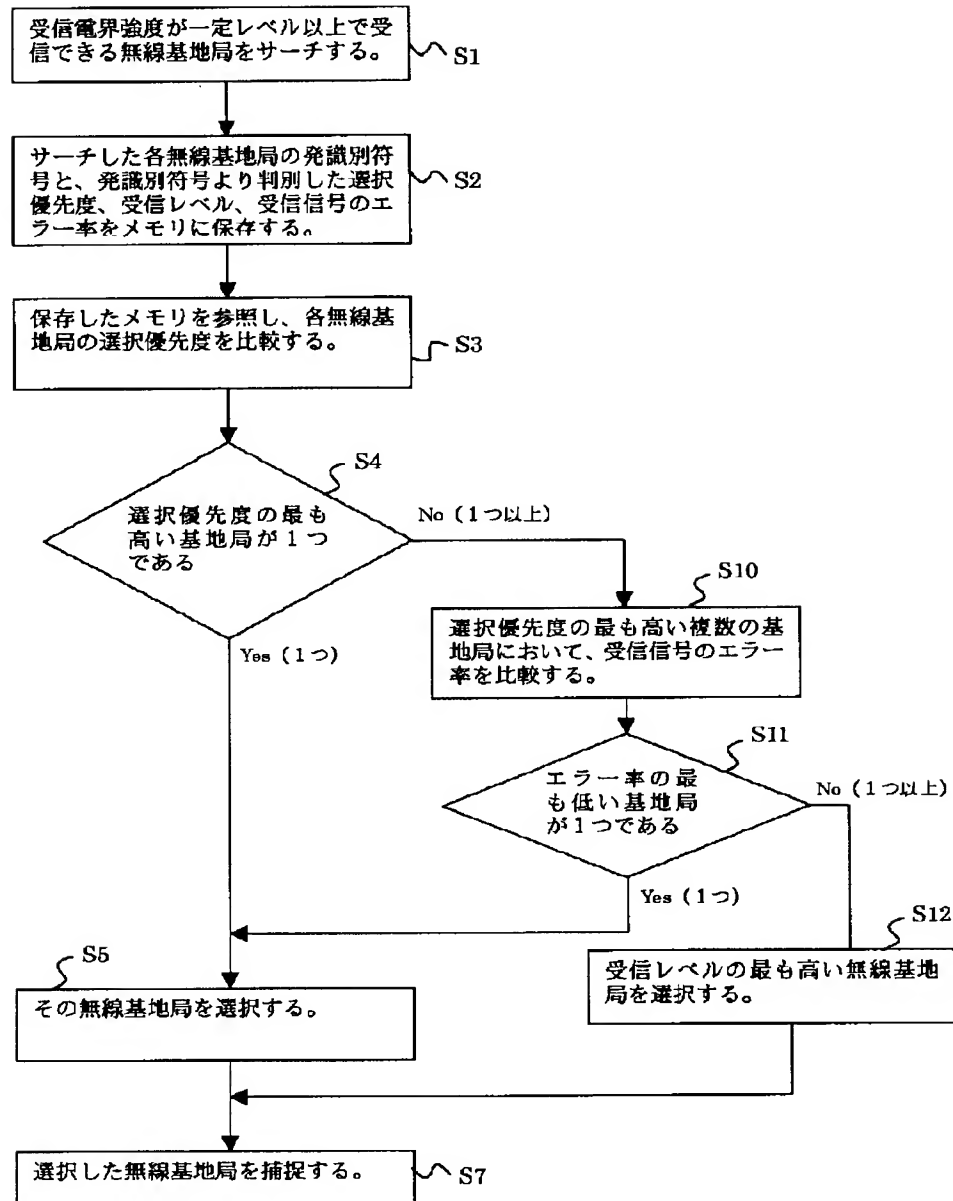 受信電界強度が一定レベル以上で受
信できる無線基地局をサーチする。
S1
サーチした各無線基地局の発識別符
号と、発識別符号より判別した選択
優先度、受信レベル、受信信号のエ
ラー率をメモリに保存する。
S2
保存したメモリを参照し、各無線基
地局の選択優先度を比較する。
S3
S4
選択優先度の最も
高い基地局が1つ
である
No (1つ以上)
Yes (1つ)
S10
選択優先度の最も高い複数の基
地局において、受信信号のエラー
率を比較する。
S11
エラー率の最
も低い基地局
が1つである
No (1つ以上)
Yes (1つ)
S12
受信レベルの最も高い無線基地
局を選択する。
S5
その無線基地局を選択する。
選択した無線基地局を捕捉する。
S7